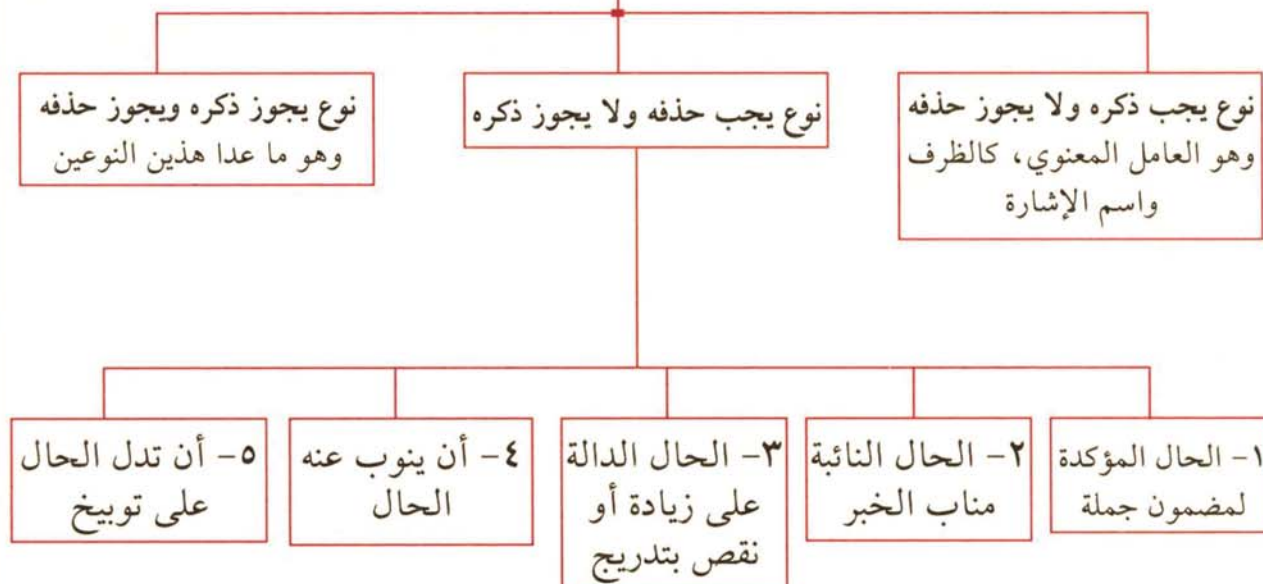 نوع يجب ذكره ولا يجوز حذفه
وهو العامل المعنوي، كالظرف
واسم الإشارة
نوع يجب حذفه ولا يجوز ذكره
نوع يجوز ذكره ويجوز حذفه
وهو ما عدا هذين النوعين
١- الحال المؤكدة
لمضمون جملة
٢- الحال النائبة
مناب الخبر
٣- الحال الدالة
على زيادة أو
نقص بتدريج
٤- أن ينوب عنه
الحال
٥- أن تدل الحال
على توبيخ